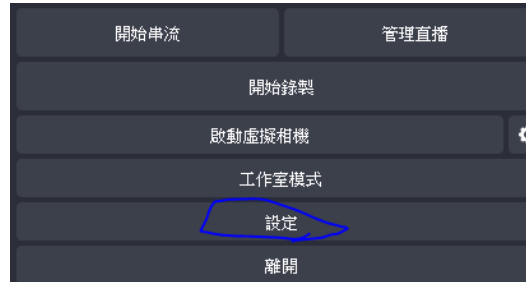 開始串流 管理直播
開始錄製
啟動虛擬相機
工作室模式
設定
離開